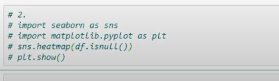 # 2.
# import seaborn as sns
# import matplotlib.pyplot as plt
# sns.heatmap(df.isnull())
# plt.show()